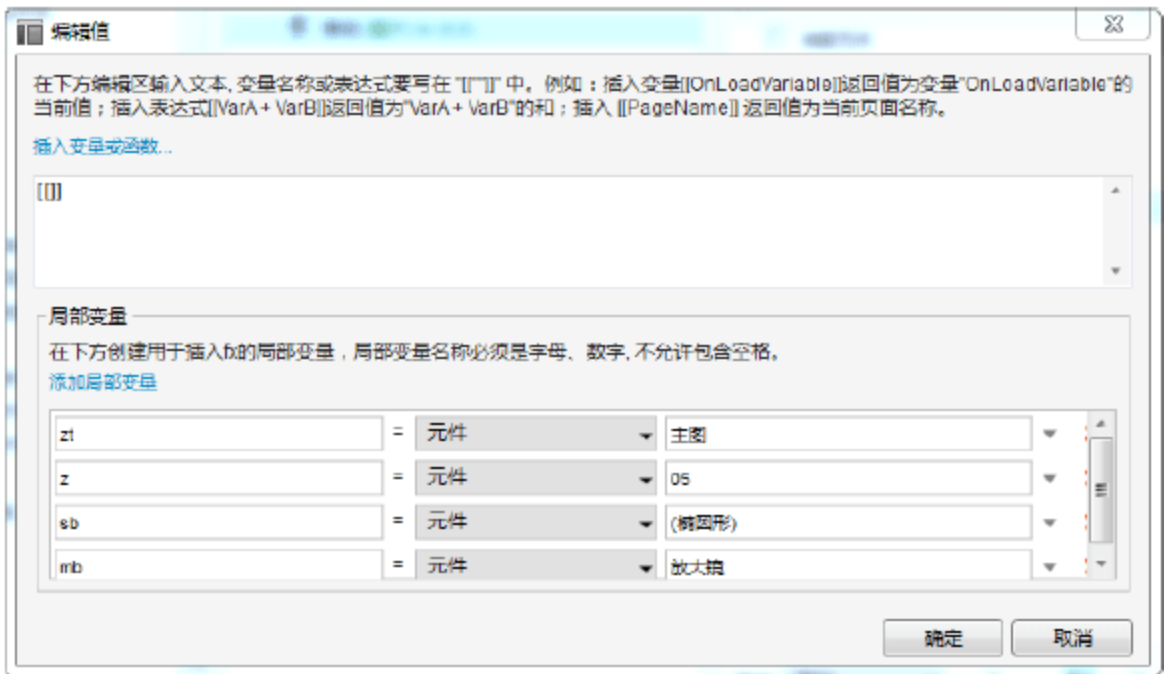 编辑值
在下方编辑区输入文本,变量名称或表达式要写在 "[[""]]" 中。例如：插入变量[[OnLoadVariable]]返回值为变量"OnLoadVariable"的
当前值；插入表达式[[VarA + VarB]]返回值为"VarA + VarB"的和；插入 [[PageName]] 返回值为当前页面名称。
插入变量或函数...
[[]]
局部变量
在下方创建用于插入fx的局部变量，局部变量名称必须是字母、数字,不允许包含空格。
添加局部变量
zt = 元件 主图
z = 元件 05
sb = 元件 (椭圆形)
mb = 元件 放大镜
确定 取消